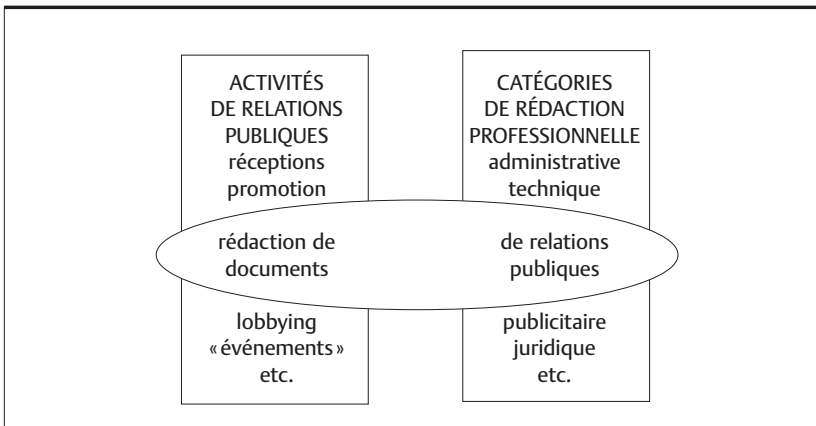 ACTIVITÉS
DE RELATIONS
PUBLIQUES
réceptions
promotion
rédaction de
documents
lobbying
«événements»
etc.
CATÉGORIES
DE RÉDACTION
PROFESSIONNELLE
administrative
technique
de relations
publiques
publicitaire
juridique
etc.